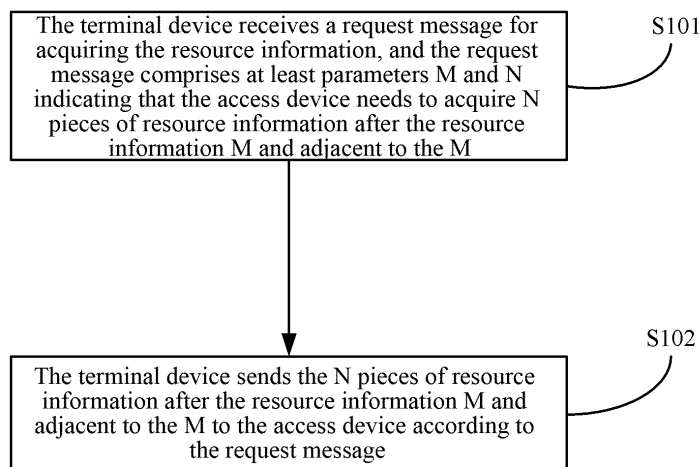 The terminal device receives a request message for
acquiring the resource information, and the request
message comprises at least parameters M and N
indicating that the access device needs to acquire N
pieces of resource information after the resource
information M and adjacent to the M
S101
S102
The terminal device sends the N pieces of resource
information after the resource information M and
adjacent to the M to the access device according to
the request message